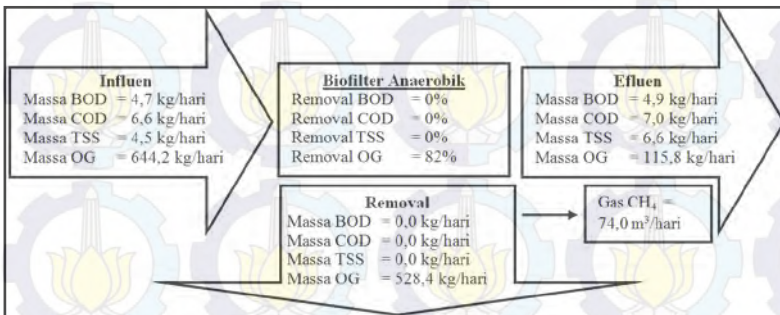 Influen
Massa BOD = 4,7 kg/hari
Massa COD = 6,6 kg/hari
Massa TSS = 4,5 kg/hari
Massa OG = 644,2 kg/hari
Biofilter Anaerobik
Removal BOD = 0%
Removal COD = 0%
Removal TSS = 0%
Removal OG = 82%
Efluen
Massa BOD = 4,9 kg/hari
Massa COD = 7,0 kg/hari
Massa TSS = 6,6 kg/hari
Massa OG = 115,8 kg/hari
Removal
Massa BOD = 0,0 kg/hari
Massa COD = 0,0 kg/hari
Massa TSS = 0,0 kg/hari
Massa OG = 528,4 kg/hari
Gas CH₄ =
74,0 m³/hari